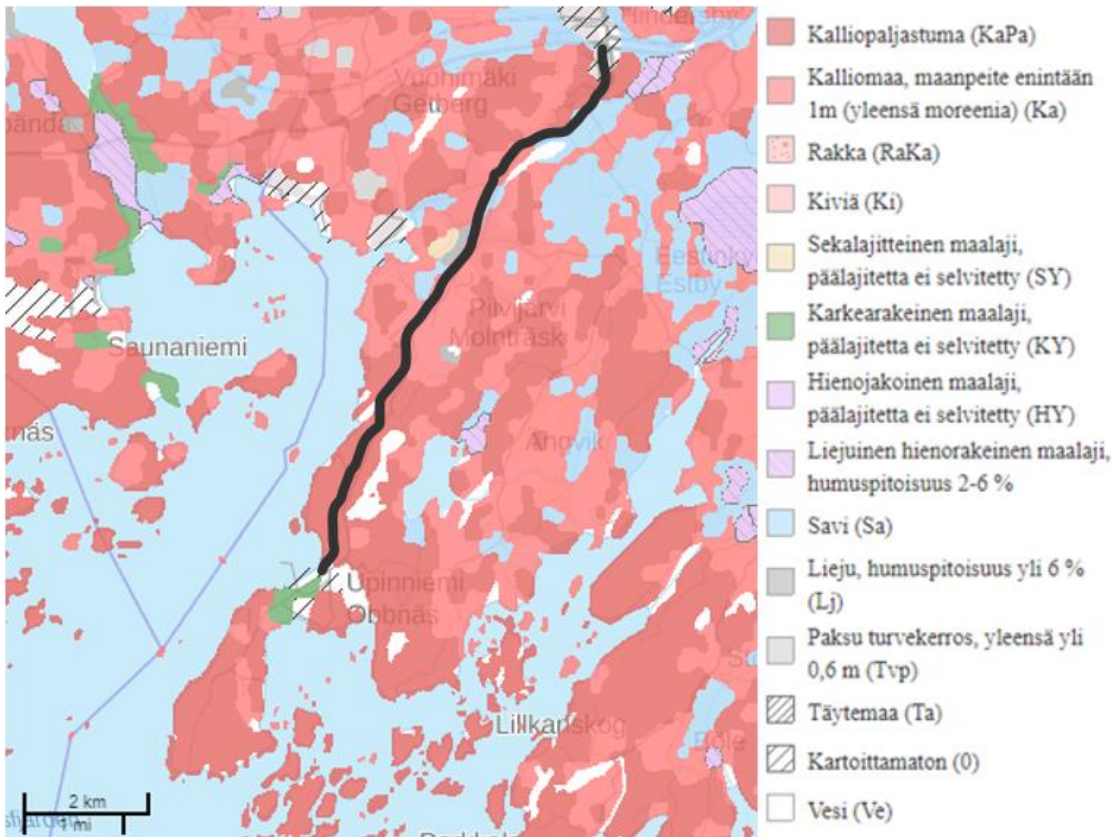 Hindersby
Vuohimäki
Getberg
Pilvijärvi
Molnträsk
Saunaniemi
näs
Ängvik
Upinniemi
Obbnäs
Lillkanskog
2 km
1 mi
Kalliopaljastuma (KaPa)
Kalliomaa, maanpeite enintään
1m (yleensä moreenia) (Ka)
Rakka (RaKa)
Kiviä (Ki)
Sekalajitteinen maalaji,
päälajitetta ei selvitetty (SY)
Karkearakeinen maalaji,
päälajitetta ei selvitetty (KY)
Hienojakoinen maalaji,
päälajitetta ei selvitetty (HY)
Liejuinen hienorakeinen maalaji,
humuspitoisuus 2-6 %
Savi (Sa)
Lieju, humuspitoisuus yli 6 %
(Lj)
Paksu turvekerros, yleensä yli
0,6 m (Tvp)
Täytemaa (Ta)
Kartoittamaton (0)
Vesi (Ve)